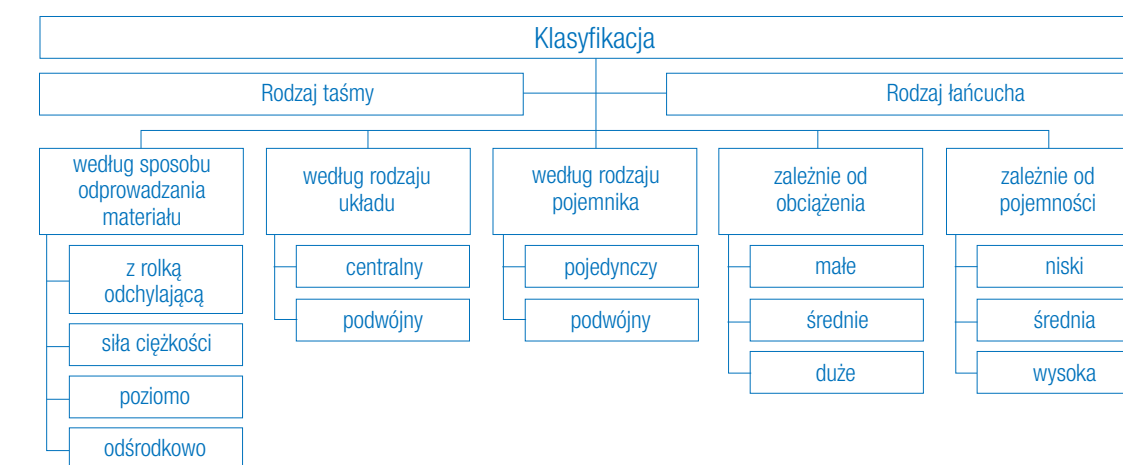 Klasyfikacja
Rodzaj taśmy
Rodzaj łańcucha
według sposobu
odprowadzania
materiału
według rodzaju
układu
według rodzaju
pojemnika
zależnie od
obciążenia
zależnie od
pojemności
z rolką
odchylającą
siła ciężkości
poziomo
odśrodkowo
centralny
podwójny
pojedynczy
podwójny
małe
średnie
duże
niski
średnia
wysoka